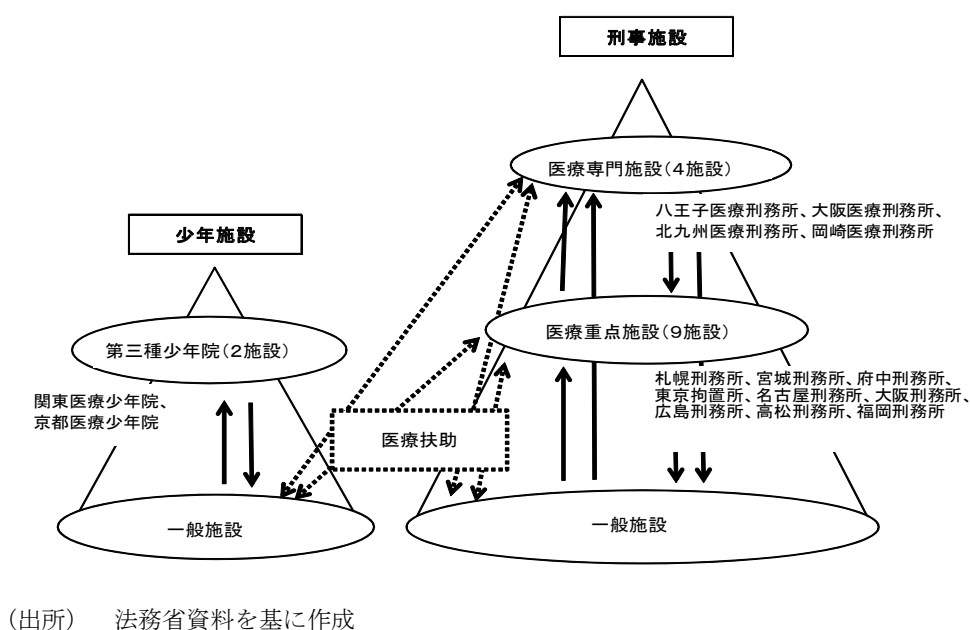 刑事施設
医療専門施設(4施設)
八王子医療刑務所、大阪医療刑務所、
北九州医療刑務所、岡崎医療刑務所
少年施設
第三種少年院(2施設)
関東医療少年院、
京都医療少年院
医療重点施設(9施設)
札幌刑務所、宮城刑務所、府中刑務所、
東京拘置所、名古屋刑務所、大阪刑務所、
広島刑務所、高松刑務所、福岡刑務所
医療扶助
一般施設
一般施設
(出所) 法務省資料を基に作成